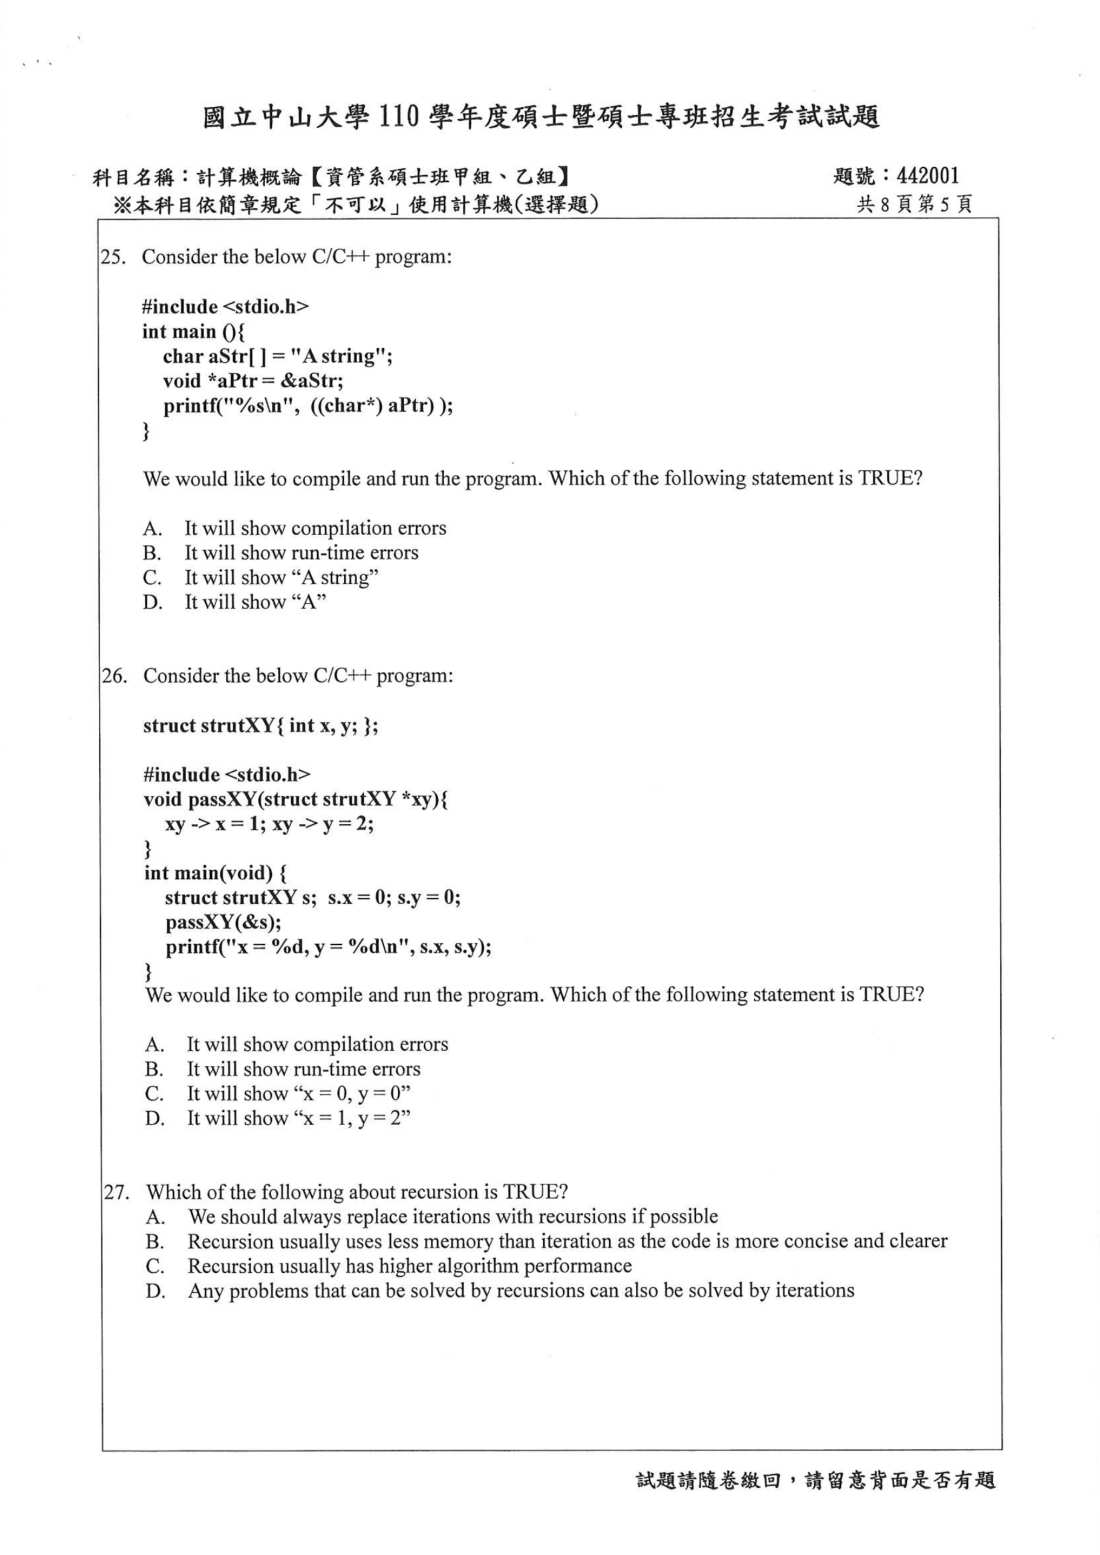 國立中山大學 110 學年度碩士暨碩士專班招生考試試題
科目名稱：計算機概論【資管系碩士班甲組、乙組】 題號：442001
※本科目依簡章規定「不可以」使用計算機(選擇題) 共 8 頁第 5 頁
25. Consider the below C/C++ program:
#include <stdio.h>
int main (){
char aStr[ ] = "A string";
void *aPtr = &aStr;
printf("%s\n", ((char*) aPtr) );
}
We would like to compile and run the program. Which of the following statement is TRUE?
A. It will show compilation errors
B. It will show run-time errors
C. It will show “A string”
D. It will show “A”
26. Consider the below C/C++ program:
struct strutXY{ int x, y; };
#include <stdio.h>
void passXY(struct strutXY *xy){
xy -> x = 1; xy -> y = 2;
}
int main(void) {
struct strutXY s; s.x = 0; s.y = 0;
passXY(&s);
printf("x = %d, y = %d\n", s.x, s.y);
}
We would like to compile and run the program. Which of the following statement is TRUE?
A. It will show compilation errors
B. It will show run-time errors
C. It will show “x = 0, y = 0”
D. It will show “x = 1, y = 2”
27. Which of the following about recursion is TRUE?
A. We should always replace iterations with recursions if possible
B. Recursion usually uses less memory than iteration as the code is more concise and clearer
C. Recursion usually has higher algorithm performance
D. Any problems that can be solved by recursions can also be solved by iterations
試題請隨卷繳回，請留意背面是否有題